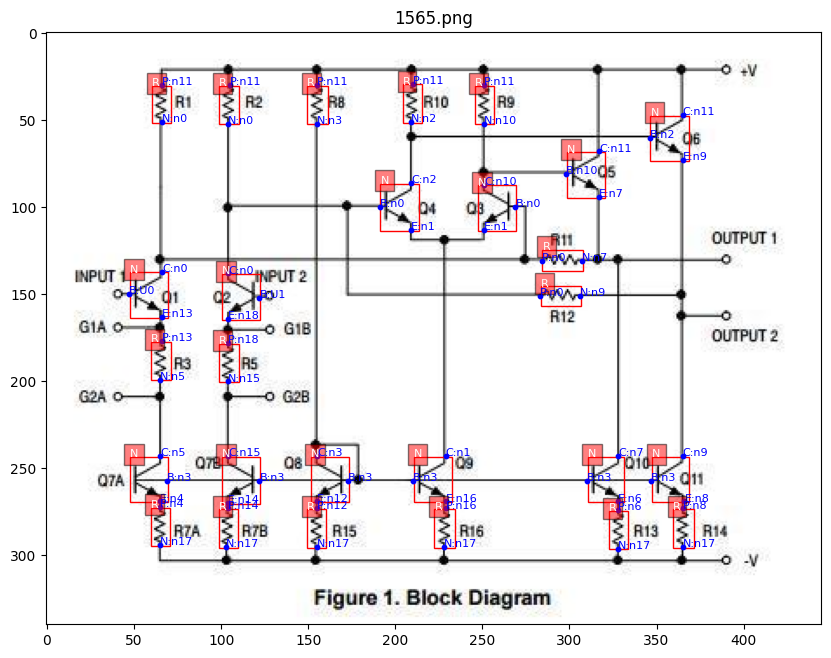 1565.png
+V
R P:n11 R P:n11 R P:n11 R P:n11 R P:n11
R1 R2 R8 R10 R9
N:n0 N:n0 N:n3 N:n2 N:n10
N C:n11
B:n2 Q6
E:n9
N C:n11
B:n10 Q5
E:n7
N C:n2 N C:n10
B:n0 Q4 Q3 B:n0
E:n1 E:n1
R11 OUTPUT 1
R P:n0 N:n7
N C:n0 N C:n0
INPUT 1 INPUT 2
B:U0 Q1 Q2 B:U1
E:n13 E:n18
R P:n0 N:n9
R12
OUTPUT 2
G1A G1B
R P:n13 R P:n18
R3 R5
N:n5 N:n15
G2A G2B
N C:n5 N C:n15 N C:n3 N C:n1 N C:n7 N C:n9
Q7B Q8 Q9 Q10
Q7A B:n3 B:n3 B:n3 B:n3 B:n3 B:n3 Q11
E:n4 E:n14 E:n12 E:n16 E:n6 E:n8
R P:n4 R P:n14 R P:n12 R P:n16 R P:n6 R P:n8
R7A R7B R15 R16 R13 R14
N:n17 N:n17 N:n17 N:n17 N:n17 N:n17
-V
Figure 1. Block Diagram
0
50
100
150
200
250
300
0 50 100 150 200 250 300 350 400